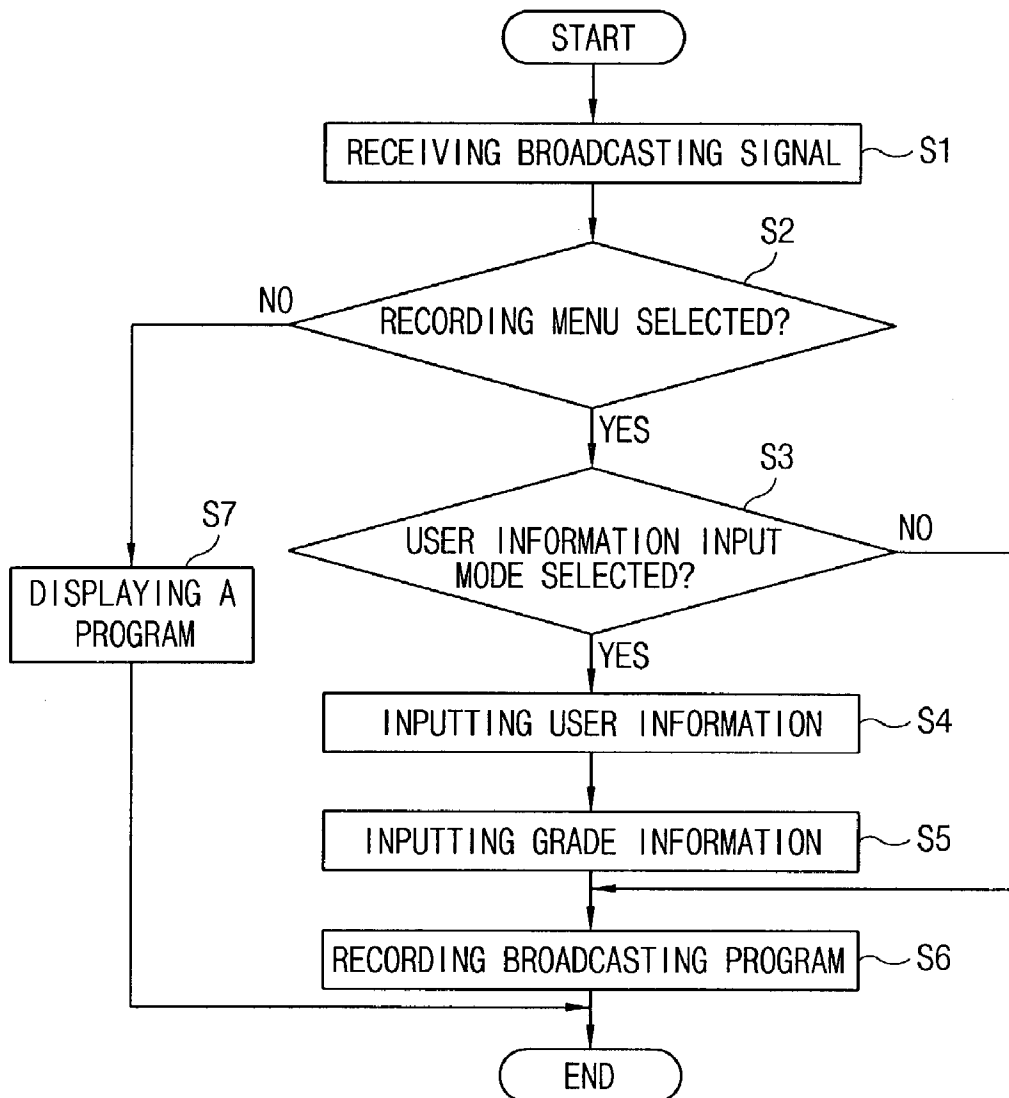 START
RECEIVING BROADCASTING SIGNAL
S1
S2
NO
RECORDING MENU SELECTED?
YES
S3
NO
USER INFORMATION INPUT
MODE SELECTED?
S7
DISPLAYING A
PROGRAM
YES
INPUTTING USER INFORMATION
S4
INPUTTING GRADE INFORMATION
S5
RECORDING BROADCASTING PROGRAM
S6
END